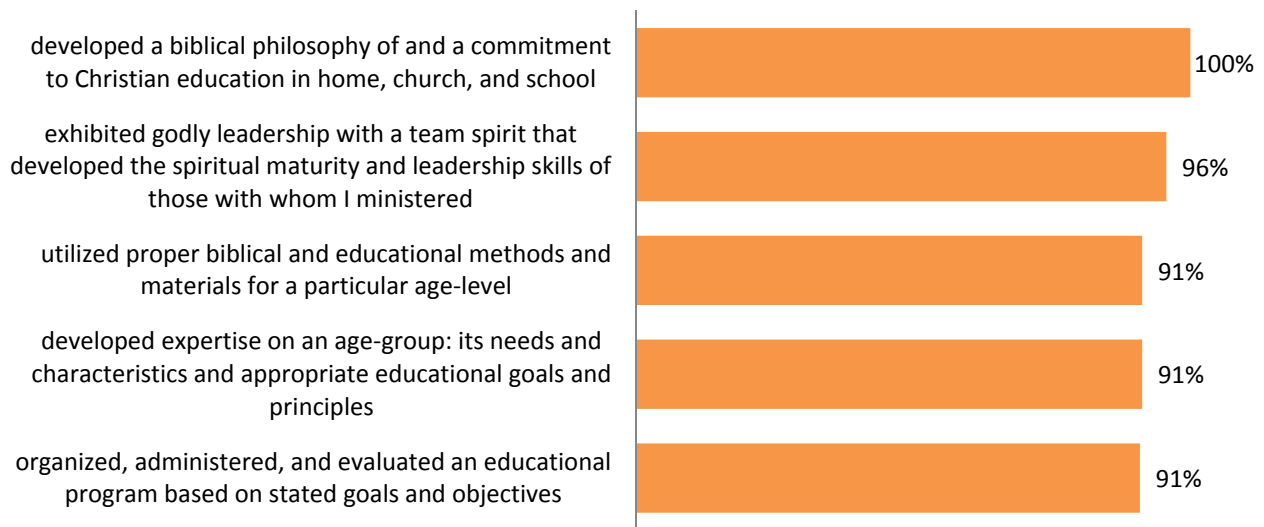 developed a biblical philosophy of and a commitment
to Christian education in home, church, and school
100%
exhibited godly leadership with a team spirit that
developed the spiritual maturity and leadership skills of
those with whom I ministered
96%
utilized proper biblical and educational methods and
materials for a particular age-level
91%
developed expertise on an age-group: its needs and
characteristics and appropriate educational goals and
principles
91%
organized, administered, and evaluated an educational
program based on stated goals and objectives
91%